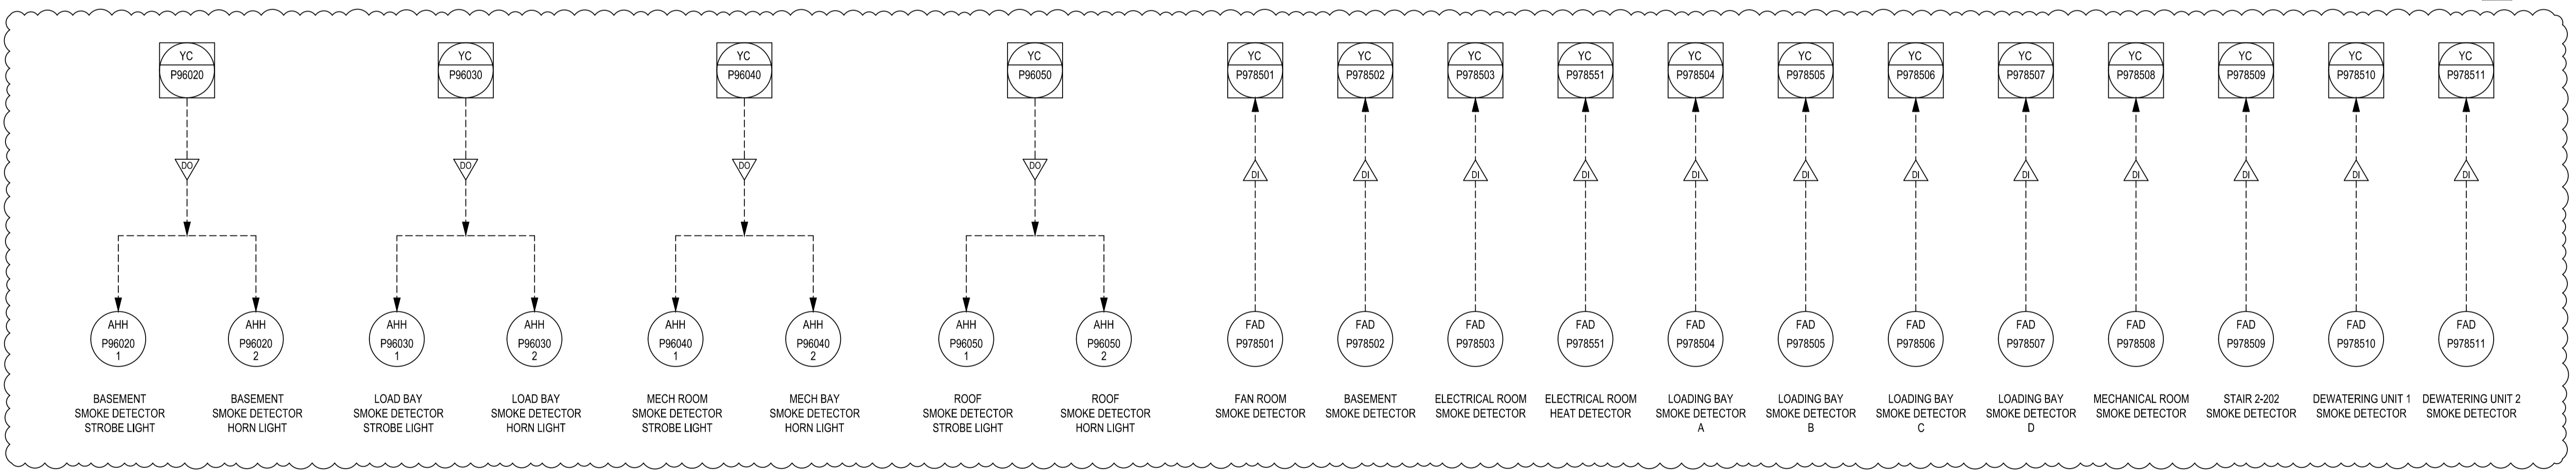 YC
P96020
YC
P96030
YC
P96040
YC
P96050
YC
P978501
YC
P978502
YC
P978503
YC
P978551
YC
P978504
YC
P978505
YC
P978506
YC
P978507
YC
P978508
YC
P978509
YC
P978510
YC
P978511
DO
DO
DO
DO
DI
DI
DI
DI
DI
DI
DI
DI
DI
DI
DI
DI
AHH
P96020
1
AHH
P96020
2
AHH
P96030
1
AHH
P96030
2
AHH
P96040
1
AHH
P96040
2
AHH
P96050
1
AHH
P96050
2
FAD
P978501
FAD
P978502
FAD
P978503
FAD
P978551
FAD
P978504
FAD
P978505
FAD
P978506
FAD
P978507
FAD
P978508
FAD
P978509
FAD
P978510
FAD
P978511
BASEMENT
SMOKE DETECTOR
STROBE LIGHT
BASEMENT
SMOKE DETECTOR
HORN LIGHT
LOAD BAY
SMOKE DETECTOR
STROBE LIGHT
LOAD BAY
SMOKE DETECTOR
HORN LIGHT
MECH ROOM
SMOKE DETECTOR
STROBE LIGHT
MECH BAY
SMOKE DETECTOR
HORN LIGHT
ROOF
SMOKE DETECTOR
STROBE LIGHT
ROOF
SMOKE DETECTOR
HORN LIGHT
FAN ROOM
SMOKE DETECTOR
BASEMENT
SMOKE DETECTOR
ELECTRICAL ROOM
SMOKE DETECTOR
ELECTRICAL ROOM
HEAT DETECTOR
LOADING BAY
SMOKE DETECTOR
A
LOADING BAY
SMOKE DETECTOR
B
LOADING BAY
SMOKE DETECTOR
C
LOADING BAY
SMOKE DETECTOR
D
MECHANICAL ROOM
SMOKE DETECTOR
STAIR 2-202
SMOKE DETECTOR
DEWATERING UNIT 1
SMOKE DETECTOR
DEWATERING UNIT 2
SMOKE DETECTOR